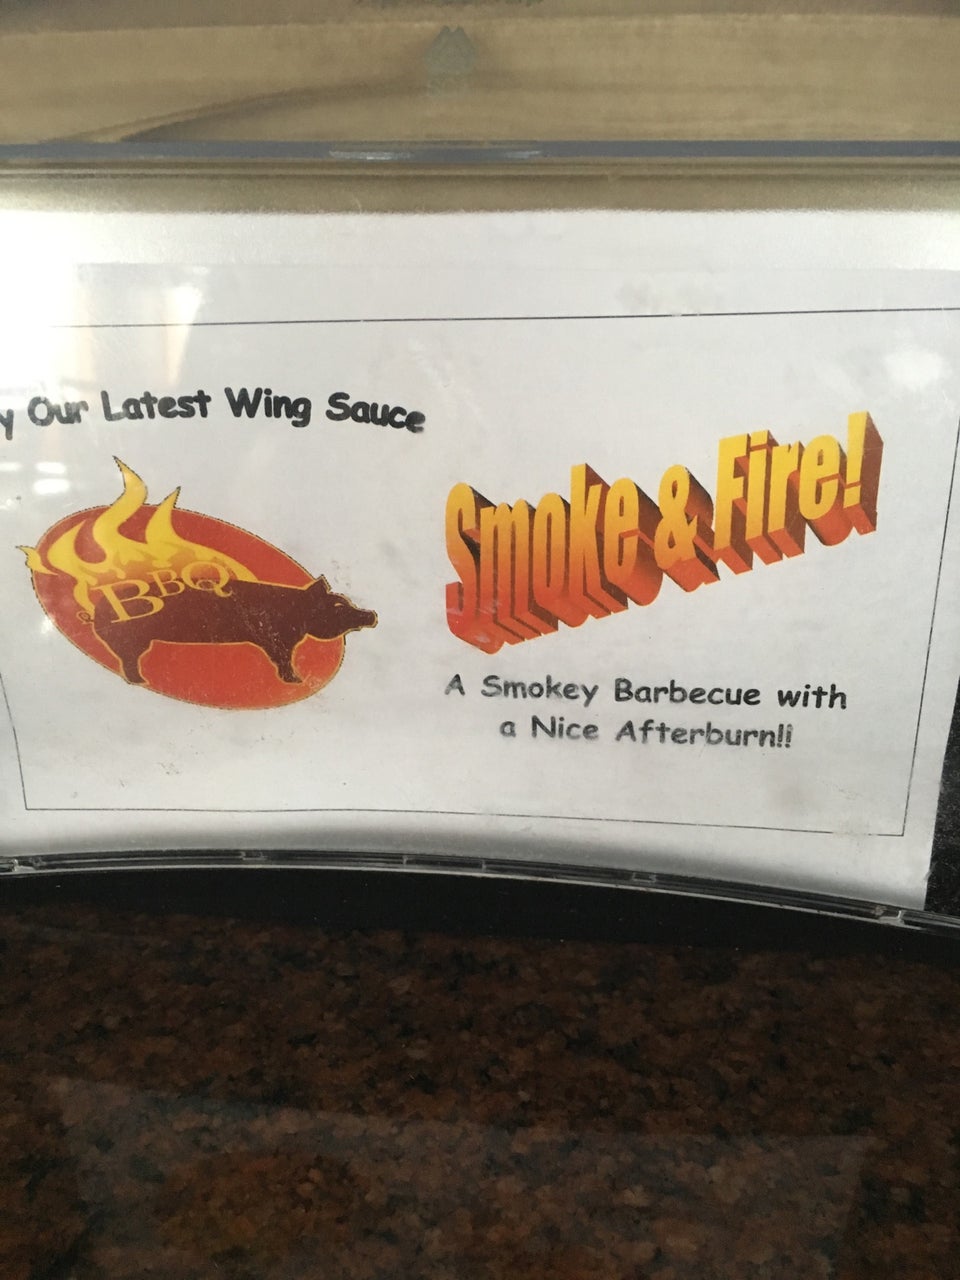 y Our Latest Wing Sauce
BBQ
Smoke & Fire!
A Smokey Barbecue with
a Nice Afterburn!!